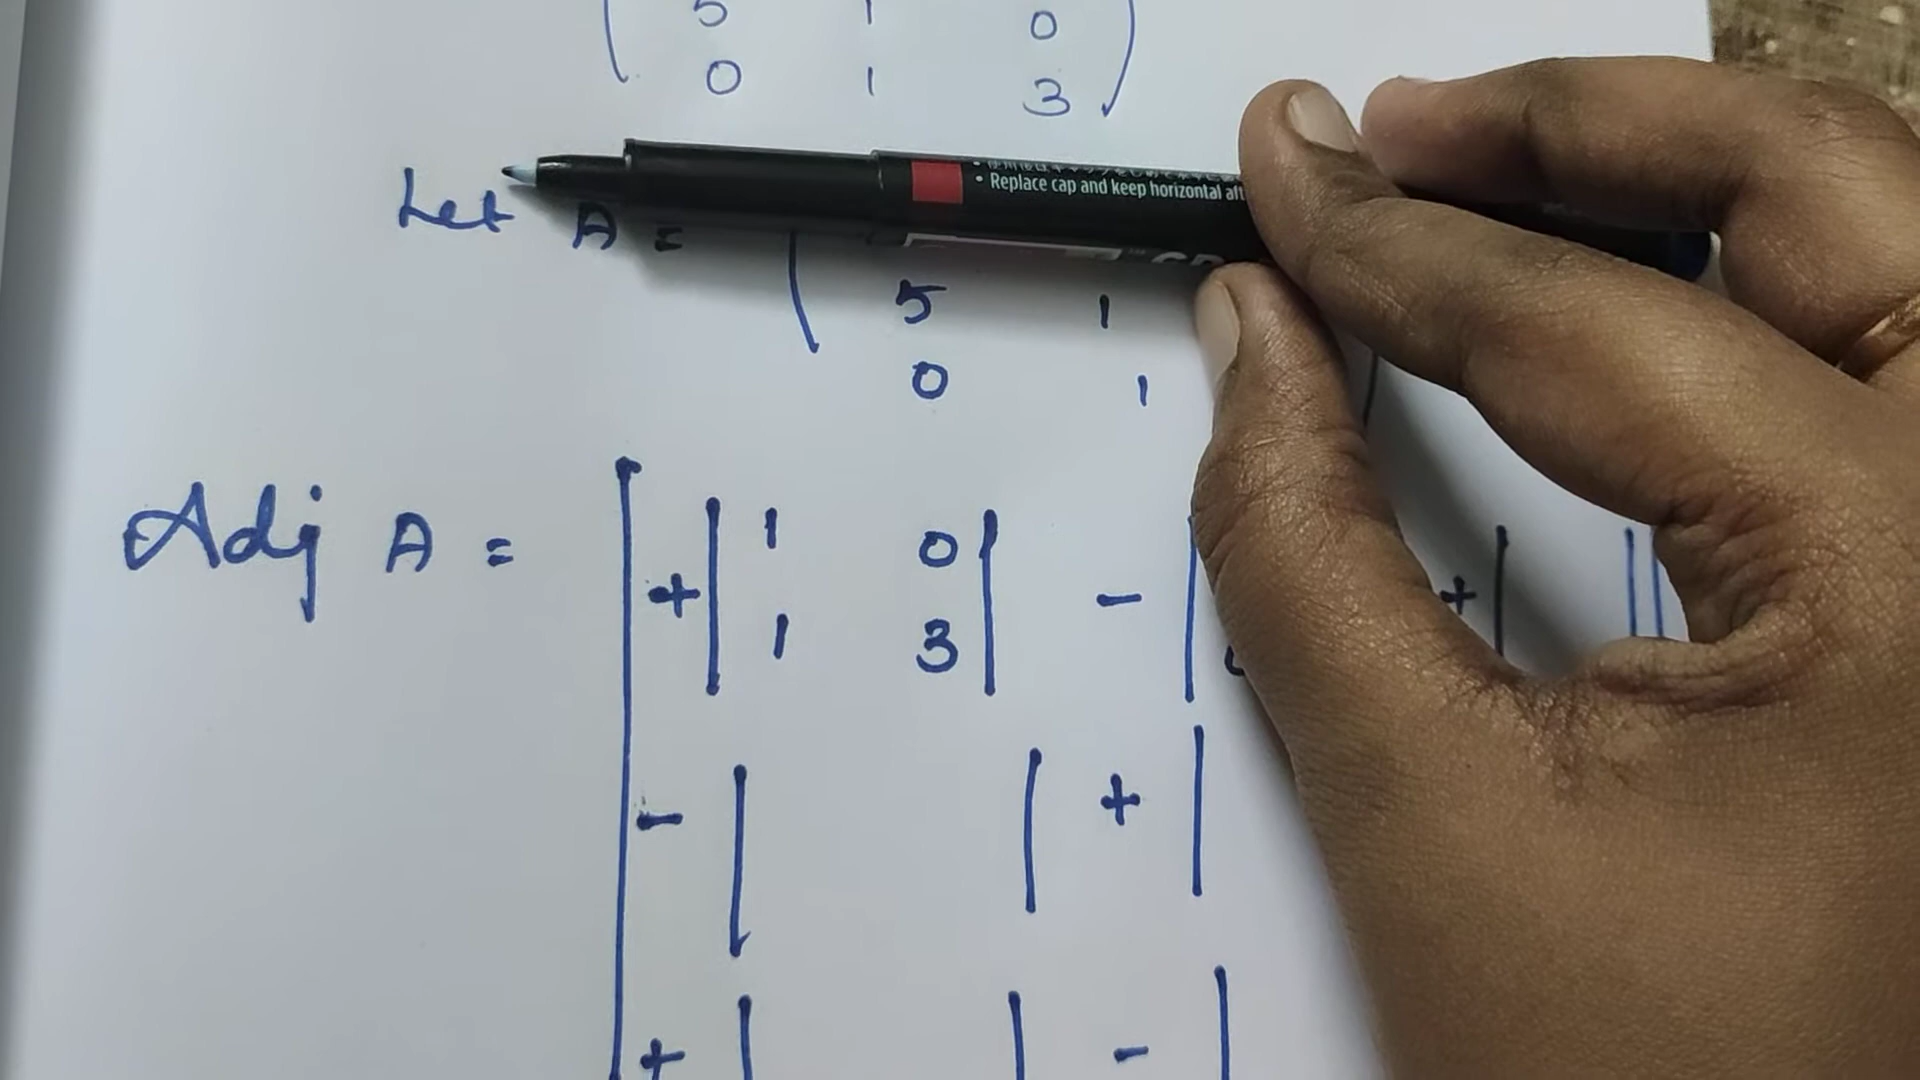 5 1 0
0 1 3
• Replace cap and keep horizontal aft
Let A =
5 1
0 1
Adj A = + 1 0 - +
1 3
- +
+ -